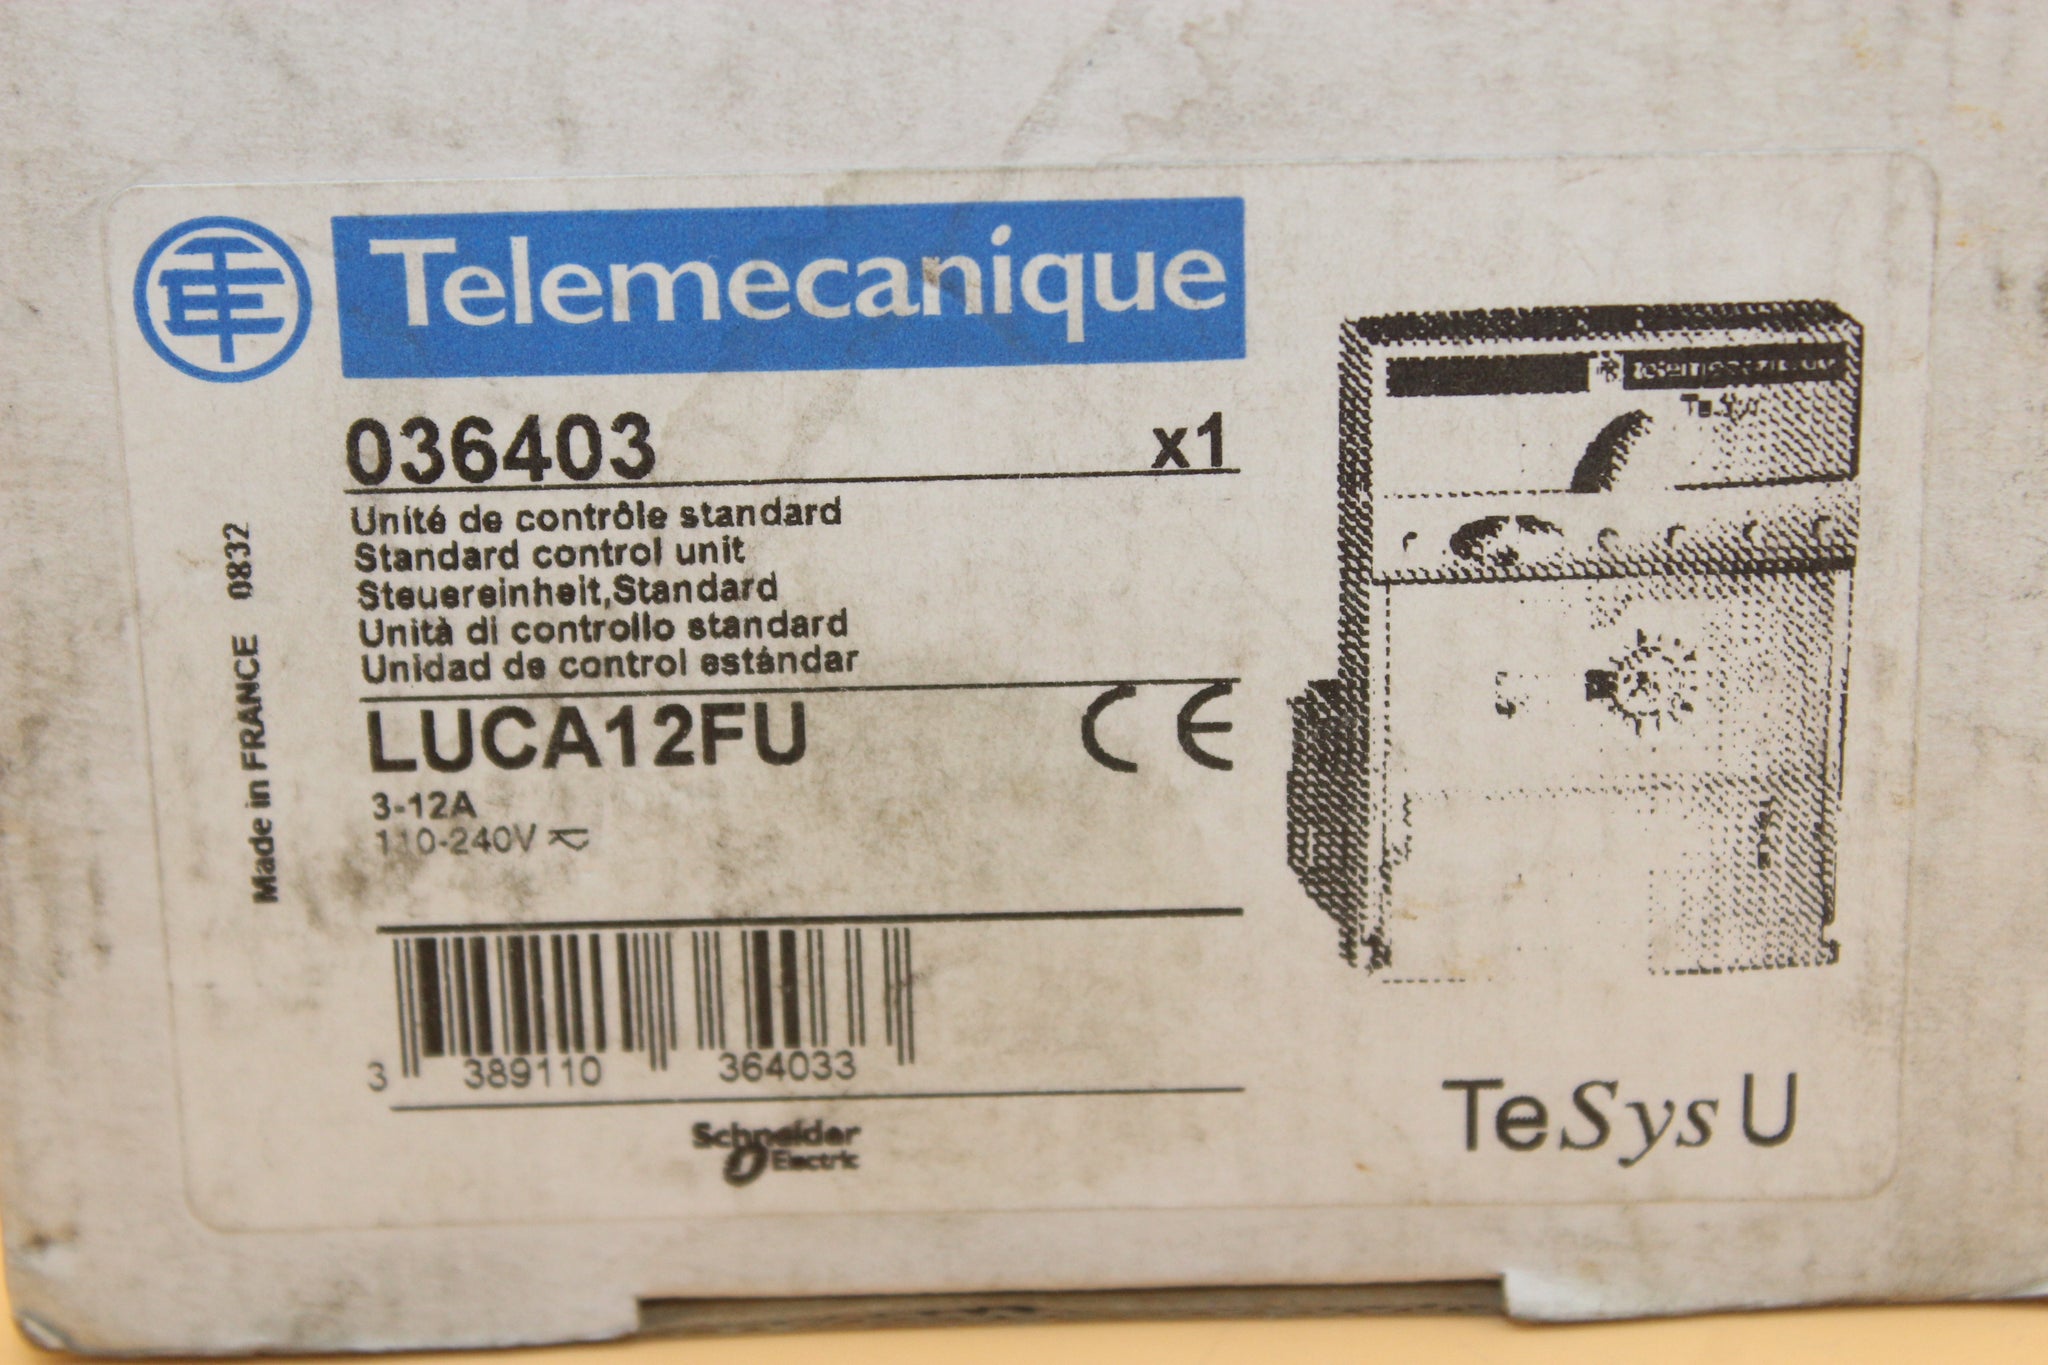 Telemecanique
036403 x1
Unité de contrôle standard
Standard control unit
Steuereinheit,Standard
Unità di controllo standard
Unidad de control estándar
LUCA12FU CE
3-12A
110-240V
3 389110 364033
Schneider
Electric
Made in FRANCE 0832
TeSys
TeSys U